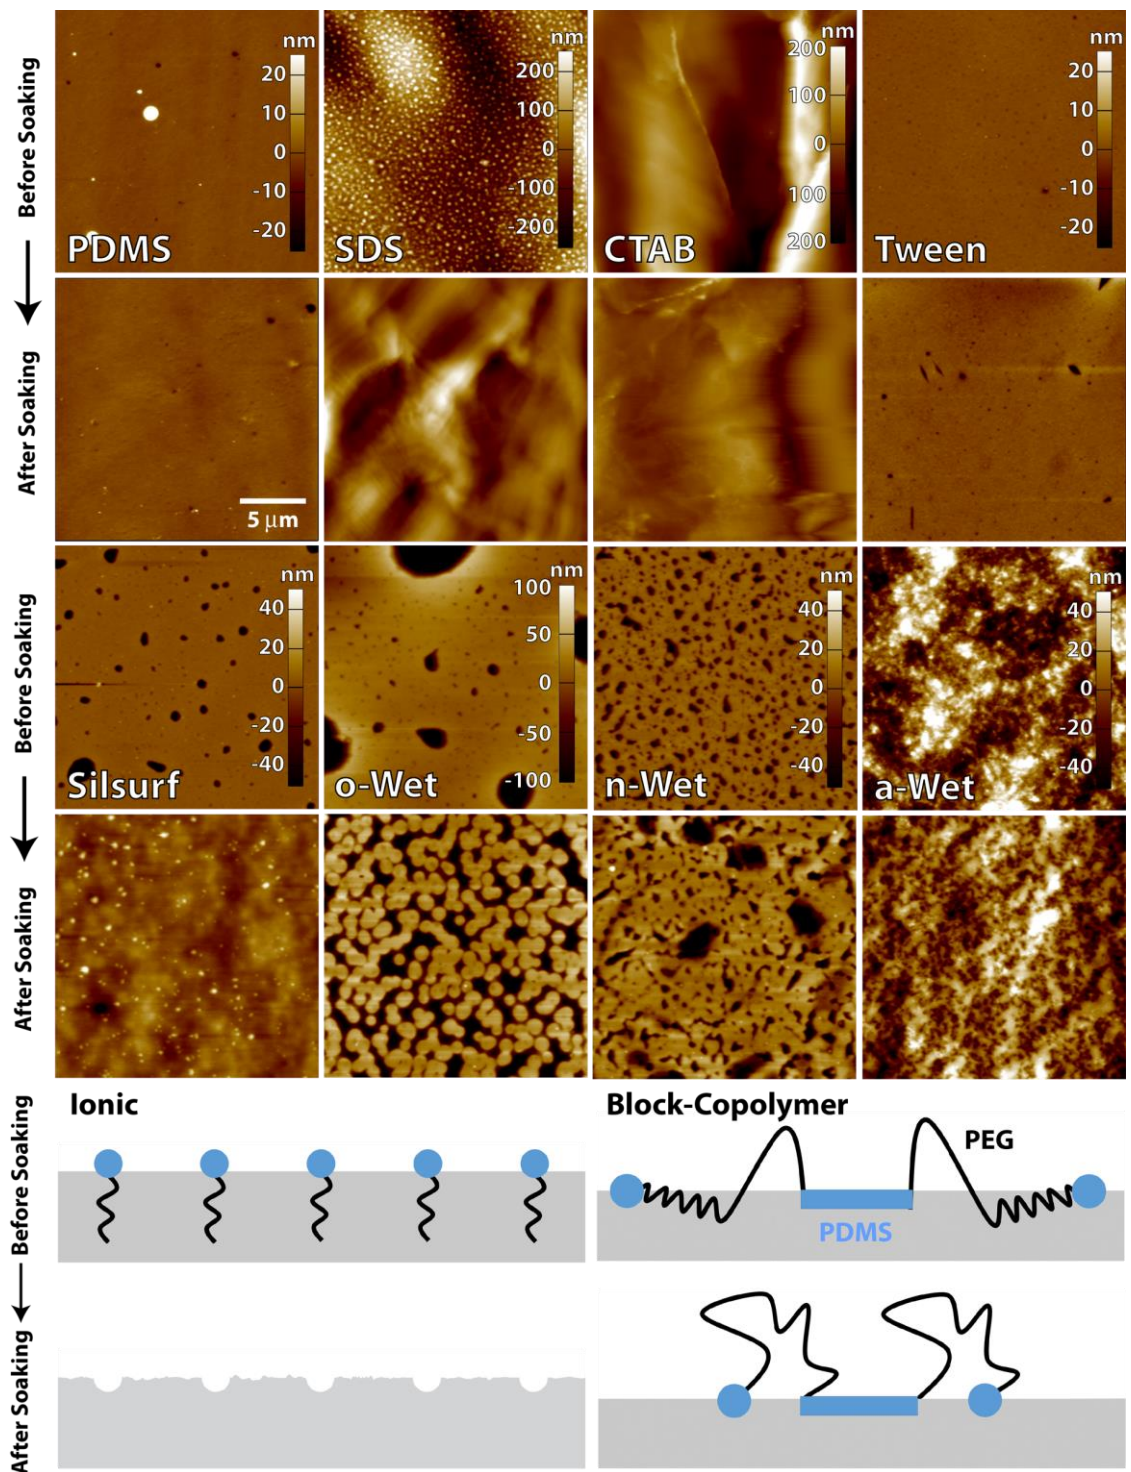 Before Soaking
After Soaking
nm
20
10
0
-10
-20
PDMS
nm
200
100
0
-100
-200
SDS
nm
200
100
0
100
200
CTAB
nm
20
10
0
-10
-20
Tween
5 μm
Before Soaking
After Soaking
nm
40
20
0
-20
-40
Silsurf
nm
100
50
0
-50
-100
o-Wet
nm
40
20
0
-20
-40
n-Wet
nm
40
20
0
-20
-40
a-Wet
Before Soaking
After Soaking
Ionic
Block-Copolymer
PEG
PDMS